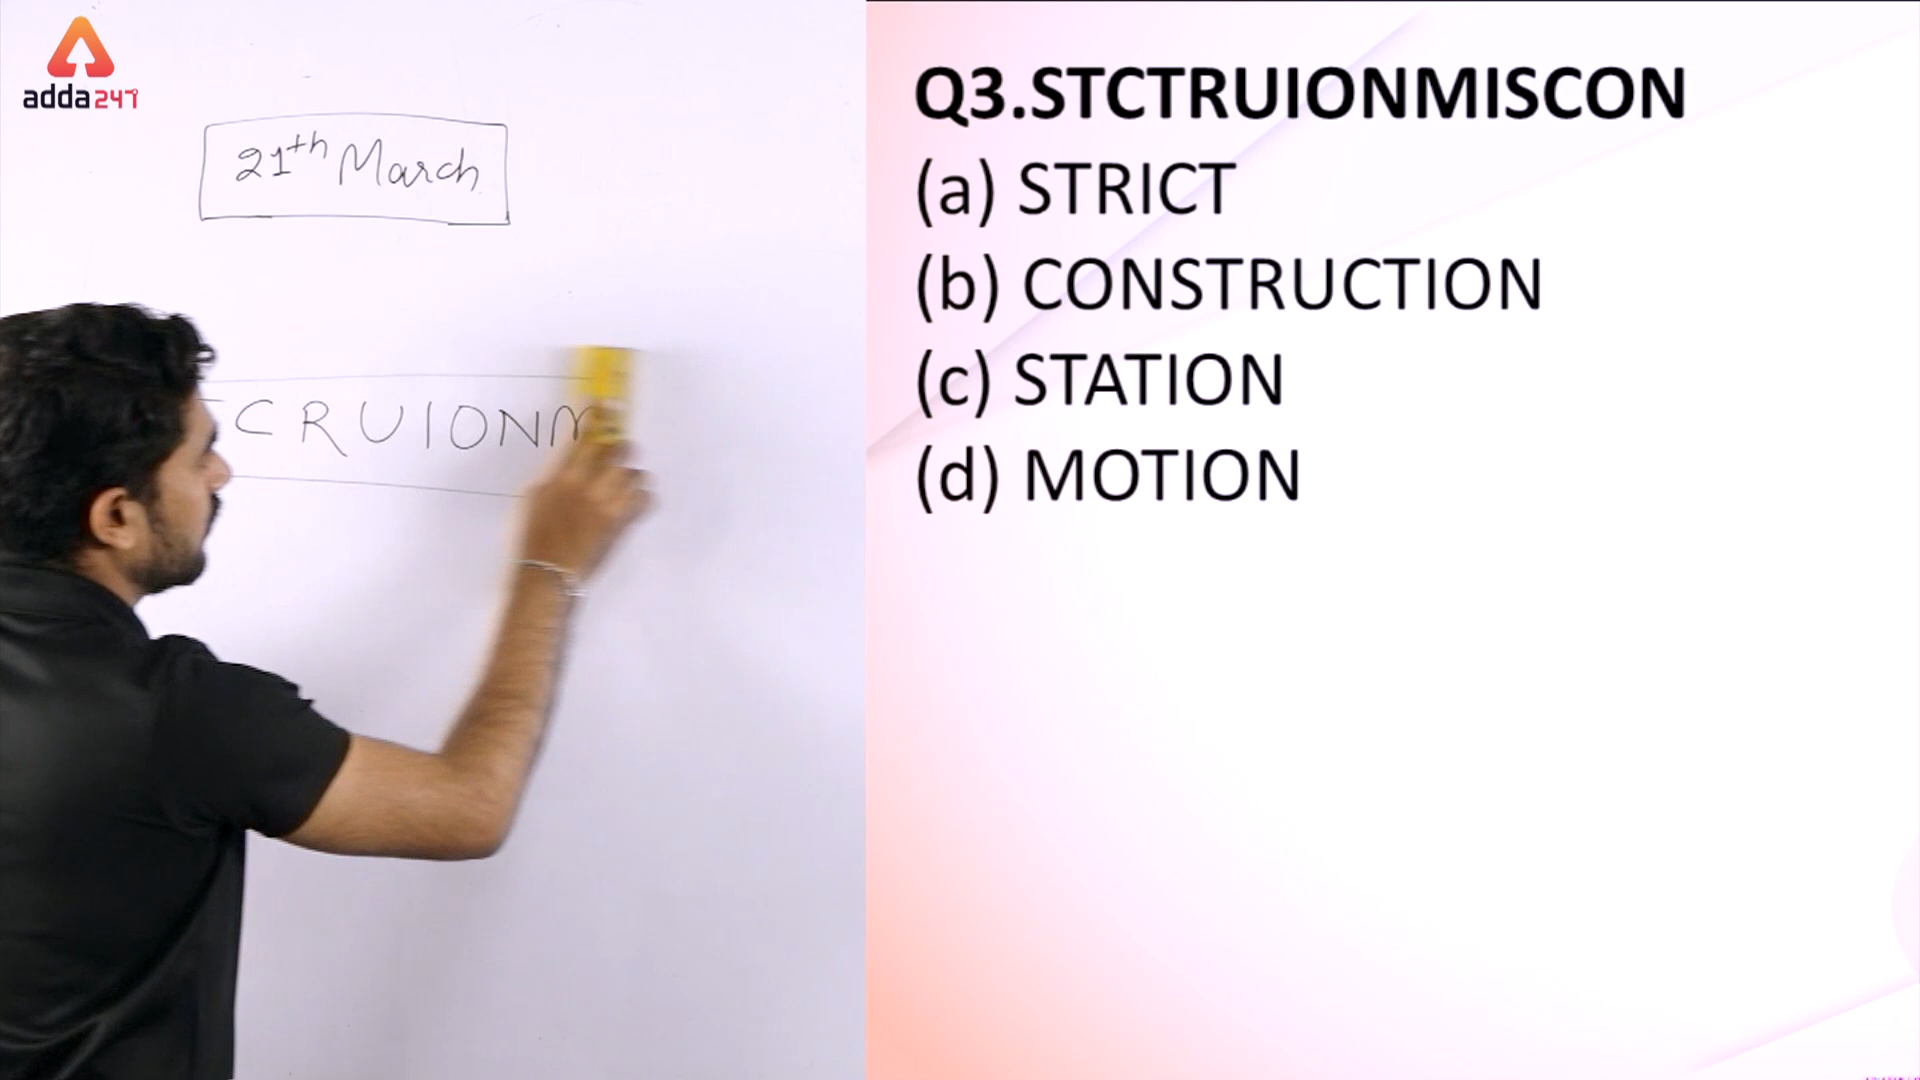 adda247
21th March
CRUIONM
Q3.STCTRUIONMISCON
(a) STRICT
(b) CONSTRUCTION
(c) STATION
(d) MOTION